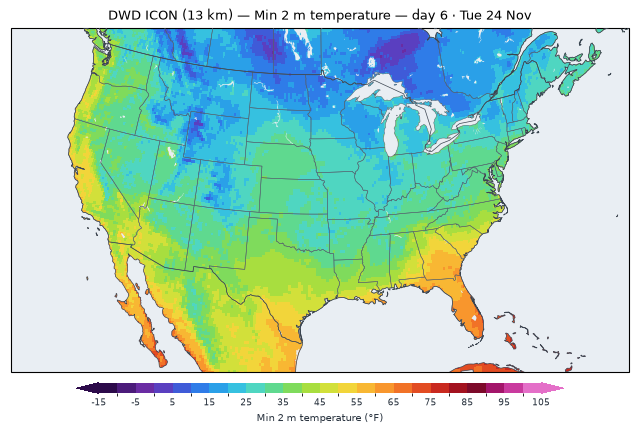 DWD ICON (13 km) — Min 2 m temperature — day 6 · Tue 24 Nov
-15 -5 5 15 25 35 45 55 65 75 85 95 105
Min 2 m temperature (°F)